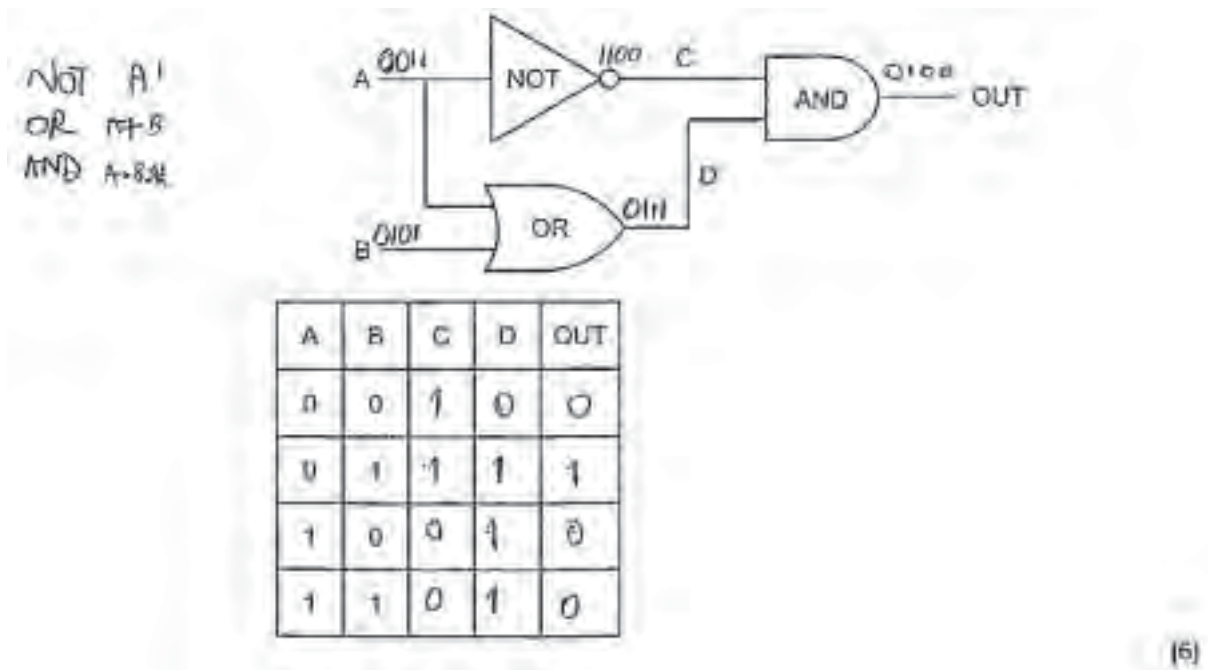 NOT A'
OR A+B
AND
A 0011 NOT 1100 C
AND 0100 OUT
D
B 0101 OR 0111
A B C D OUT
0 0 1 0 0
0 1 1 1 1
1 0 0 1 0
1 1 0 1 0
(6)